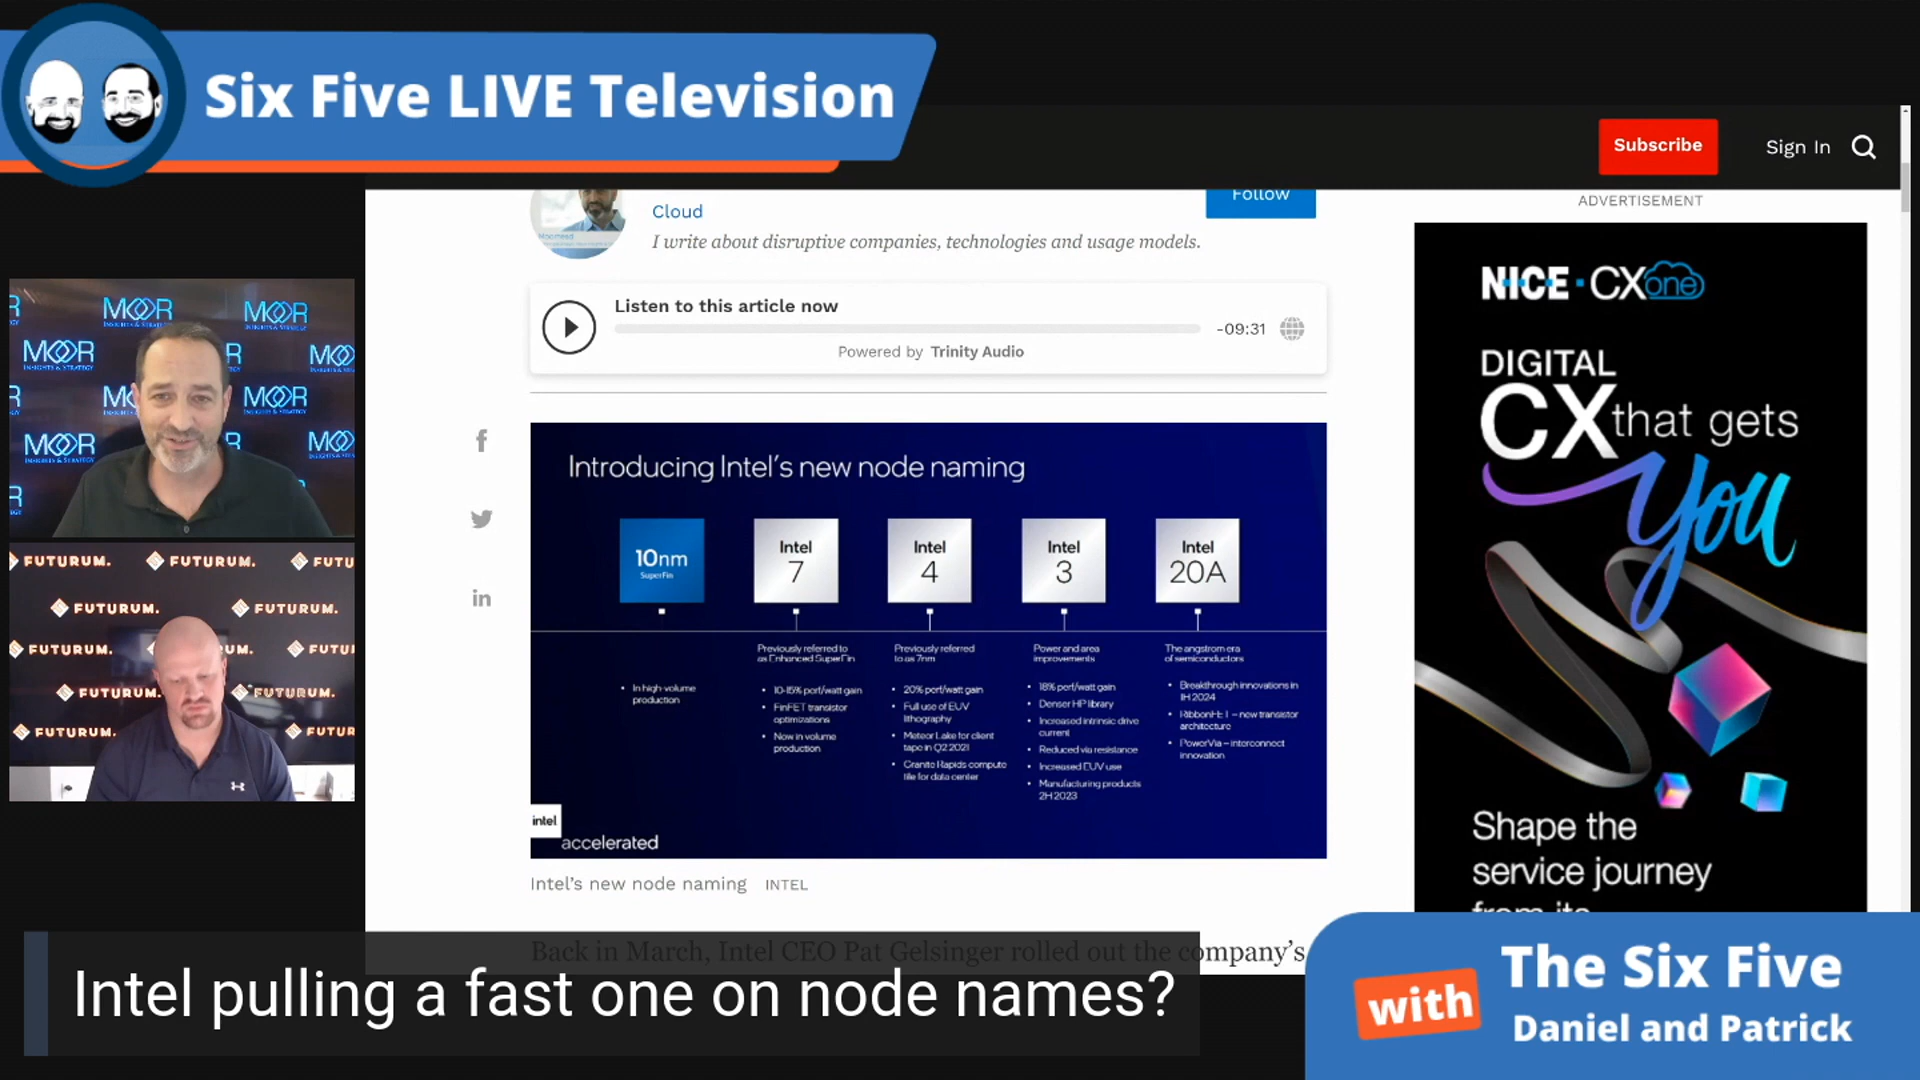 Six Five LIVE Television
Subscribe
Sign In
Follow
Cloud
I write about disruptive companies, technologies and usage models.
ADVERTISEMENT
Listen to this article now
-09:31
Powered by Trinity Audio
MOOR
INSIGHTS & STRATEGY
FUTURUM.
Introducing Intel's new node naming
10nm
SuperFin
Intel
7
Intel
4
Intel
3
Intel
20A
• In high-volume
production
Previously referred to
as Enhanced SuperFin
• 10-15% perf/watt gain
• FinFET transistor
optimizations
• Now in volume
production
Previously referred
to as 7nm
• 20% perf/watt gain
• Full use of EUV
lithography
• Meteor Lake for client
tape in Q2 2021
• Granite Rapids compute
tile for data center
Power and area
improvements
• 18% perf/watt gain
• Denser HP library
• Increased intrinsic drive
current
• Reduced via resistance
• Increased EUV use
• Manufacturing products
2H 2023
The angstrom era
of semiconductors
• Breakthrough innovations in
1H 2024
• RibbonFET – new transistor
architecture
• PowerVia – interconnect
innovation
intel
accelerated
Intel's new node naming INTEL
Back in March, Intel CEO Pat Gelsinger rolled out the company's
NICE · CXone
DIGITAL
CX that gets
you
Shape the
service journey
from its
Intel pulling a fast one on node names?
with
The Six Five
Daniel and Patrick